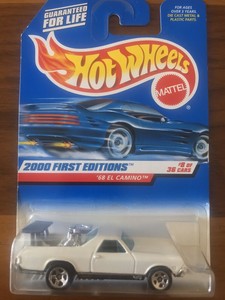 GUARANTEED
FOR LIFE
FOR AGES
OVER 3 YEARS
DIE CAST METAL &
PLASTIC PARTS
Hot Wheels
MATTEL
2000 FIRST EDITIONS
'68 EL CAMINO
#8 OF
36 CARS